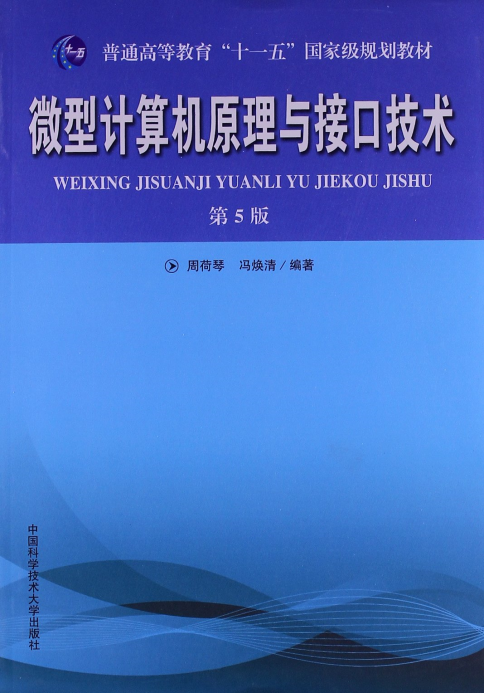 十一五
普通高等教育“十一五”国家级规划教材
微型计算机原理与接口技术
WEIXING JISUANJI YUANLI YU JIEKOU JISHU
第5版
周荷琴 冯焕清/编著
中国科学技术大学出版社